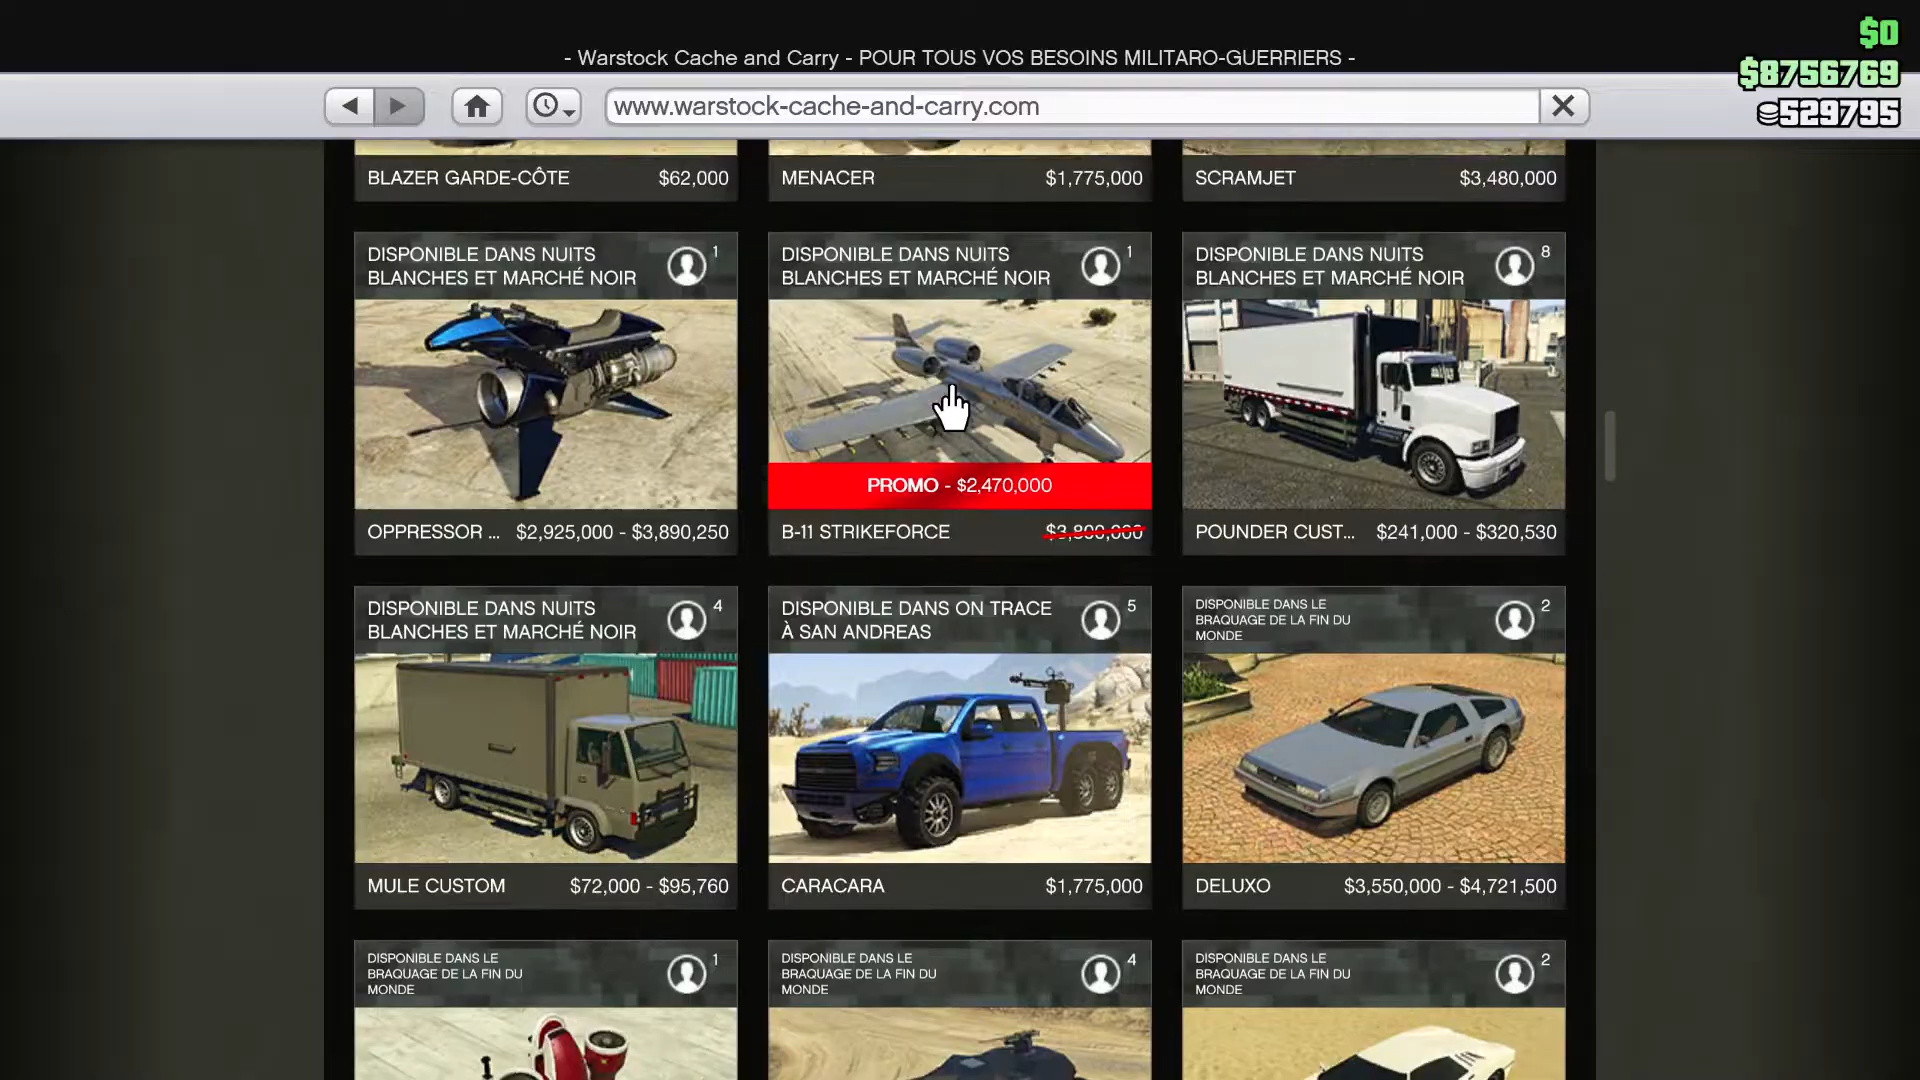 - Warstock Cache and Carry - POUR TOUS VOS BESOINS MILITARO-GUERRIERS -
$0
$8756769
529795
www.warstock-cache-and-carry.com
BLAZER GARDE-CÔTE $62,000
MENACER $1,775,000
SCRAMJET $3,480,000
DISPONIBLE DANS NUITS
BLANCHES ET MARCHÉ NOIR
1
OPPRESSOR ... $2,925,000 - $3,890,250
DISPONIBLE DANS NUITS
BLANCHES ET MARCHÉ NOIR
1
PROMO - $2,470,000
B-11 STRIKEFORCE $3,800,000
DISPONIBLE DANS NUITS
BLANCHES ET MARCHÉ NOIR
8
POUNDER CUST... $241,000 - $320,530
DISPONIBLE DANS NUITS
BLANCHES ET MARCHÉ NOIR
4
MULE CUSTOM $72,000 - $95,760
DISPONIBLE DANS ON TRACE
À SAN ANDREAS
5
CARACARA $1,775,000
DISPONIBLE DANS LE
BRAQUAGE DE LA FIN DU
MONDE
2
DELUXO $3,550,000 - $4,721,500
DISPONIBLE DANS LE
BRAQUAGE DE LA FIN DU
MONDE
1
DISPONIBLE DANS LE
BRAQUAGE DE LA FIN DU
MONDE
4
DISPONIBLE DANS LE
BRAQUAGE DE LA FIN DU
MONDE
2